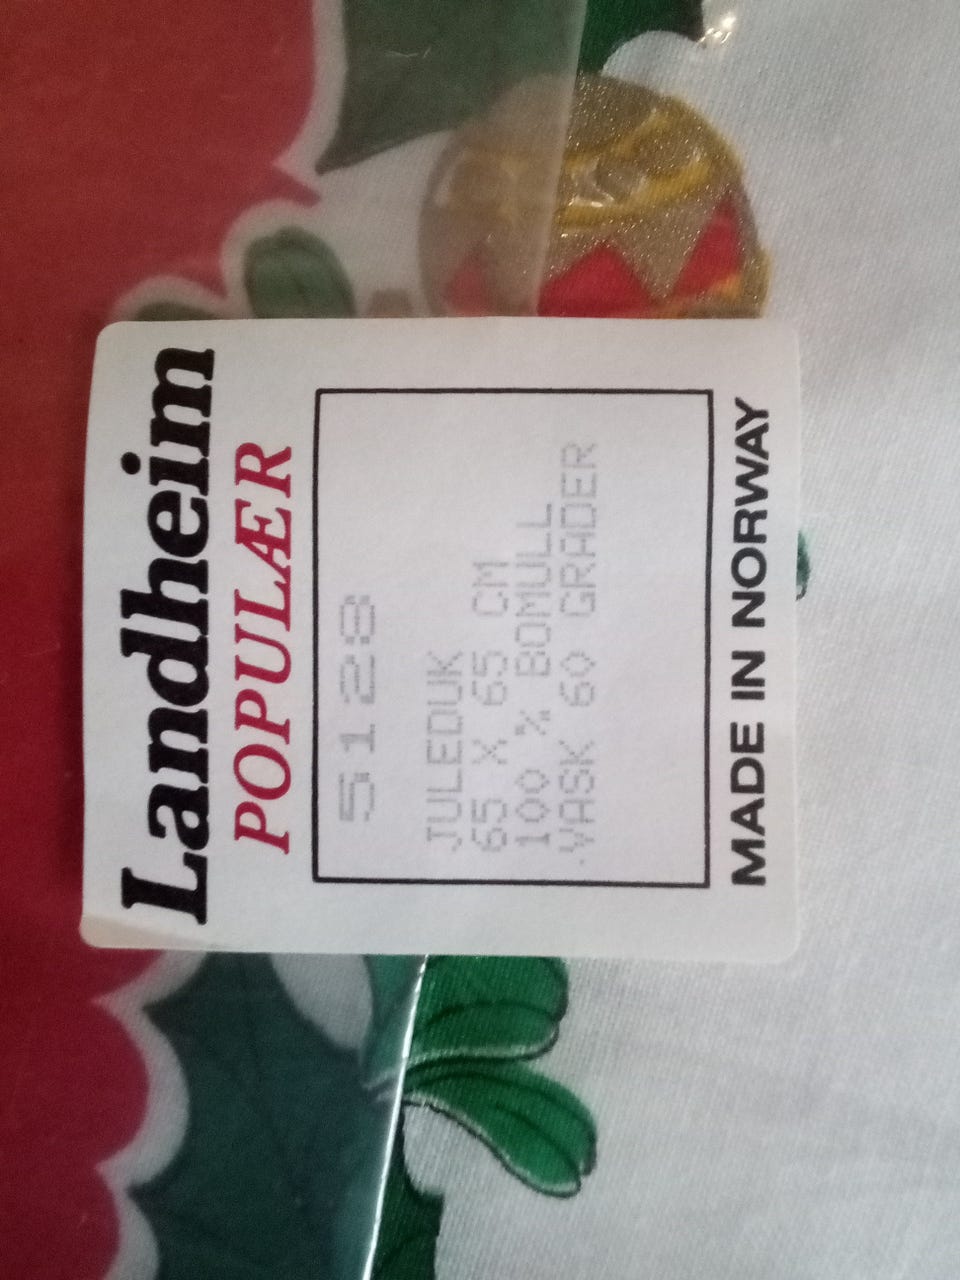 Landheim
POPULÆR
5128
JULEDUK
65 X 65 CM
100 % BOMULL
VASK 60 GRADER
MADE IN NORWAY